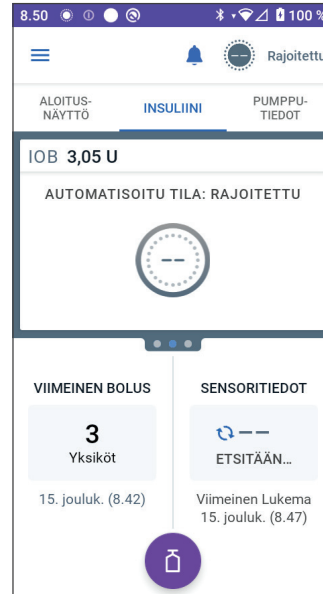 8.50 100 %
Rajoitettu
ALOITUS-
NÄYTTÖ
INSULIINI
PUMPPU-
TIEDOT
IOB 3,05 U
AUTOMATISOITU TILA: RAJOITETTU
– –
VIIMEINEN BOLUS
3
Yksiköt
15. jouluk. (8.42)
SENSORITIEDOT
– –
ETSITÄÄN...
Viimeinen Lukema
15. jouluk. (8.47)